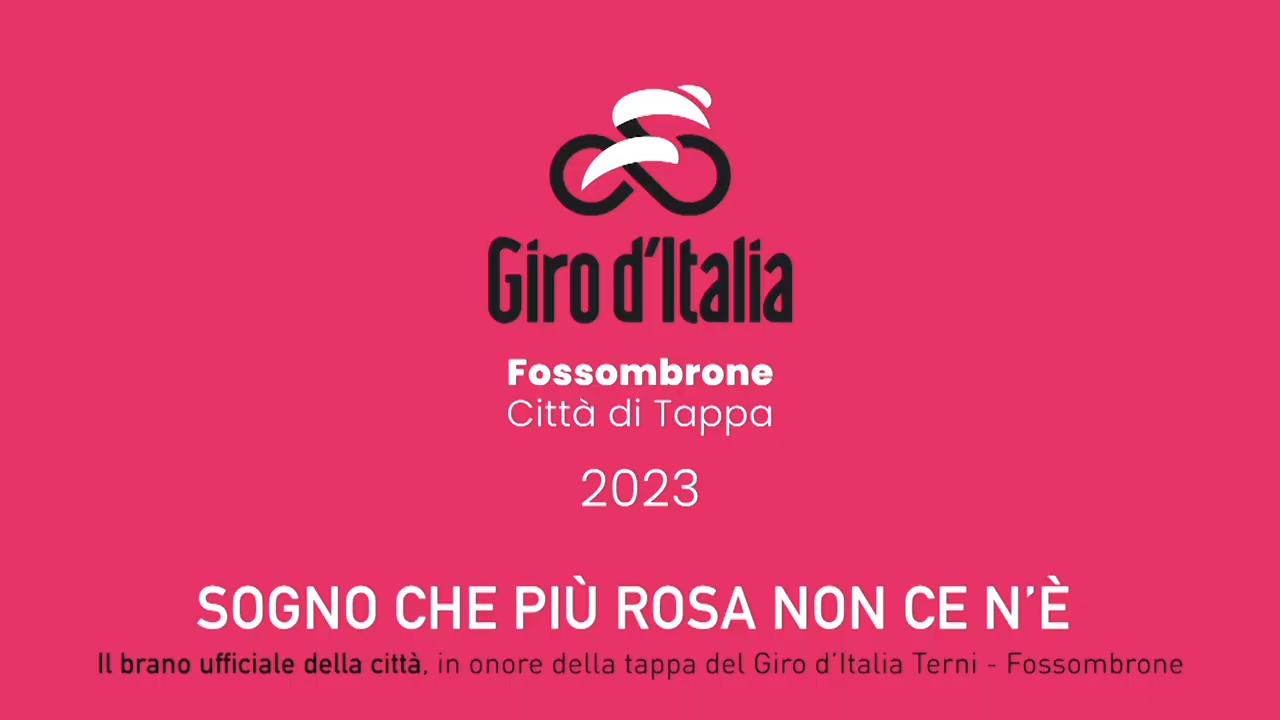 Giro d'Italia
Fossombrone
Città di Tappa
2023
SOGNO CHE PIÙ ROSA NON CE N'È
Il brano ufficiale della città, in onore della tappa del Giro d'Italia Terni - Fossombrone